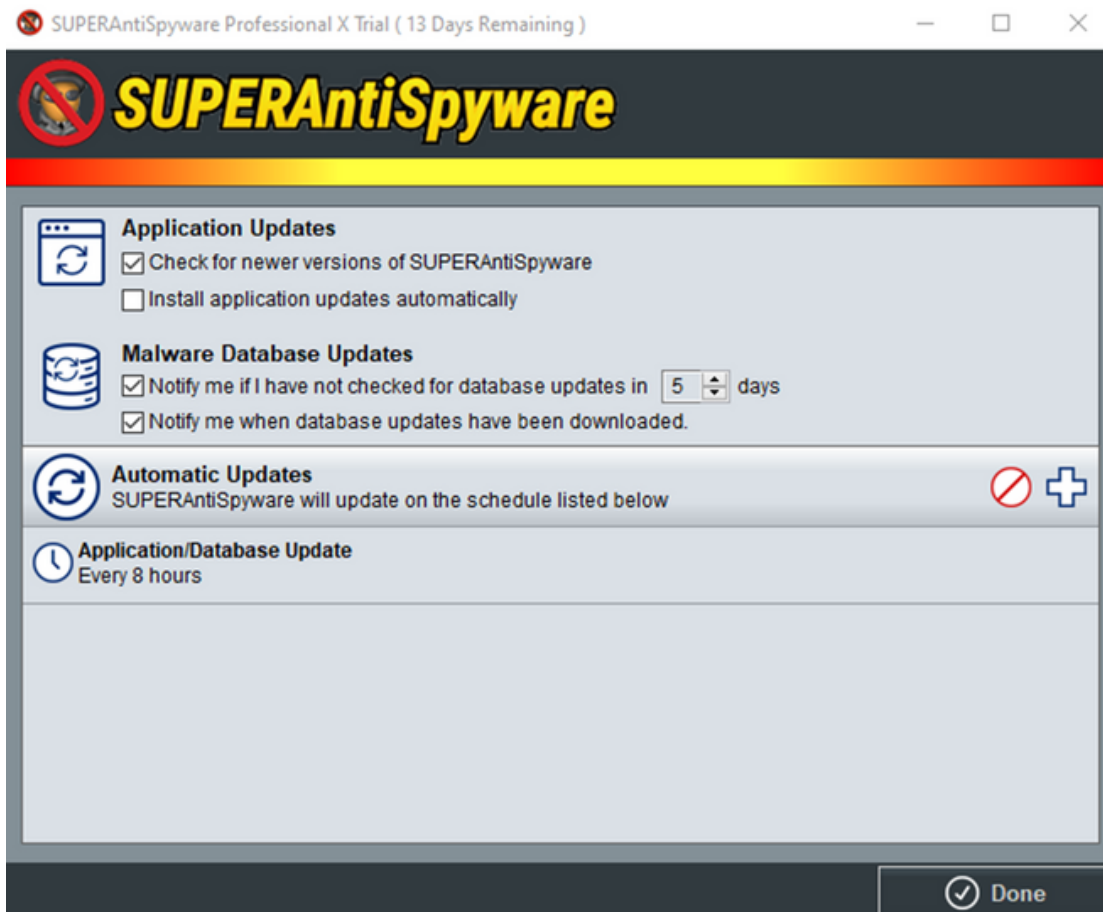 SUPERAntiSpyware Professional X Trial ( 13 Days Remaining )
SUPERAntiSpyware
Application Updates
Check for newer versions of SUPERAntiSpyware
Install application updates automatically
Malware Database Updates
Notify me if I have not checked for database updates in 5 days
Notify me when database updates have been downloaded.
Automatic Updates
SUPERAntiSpyware will update on the schedule listed below
Application/Database Update
Every 8 hours
Done